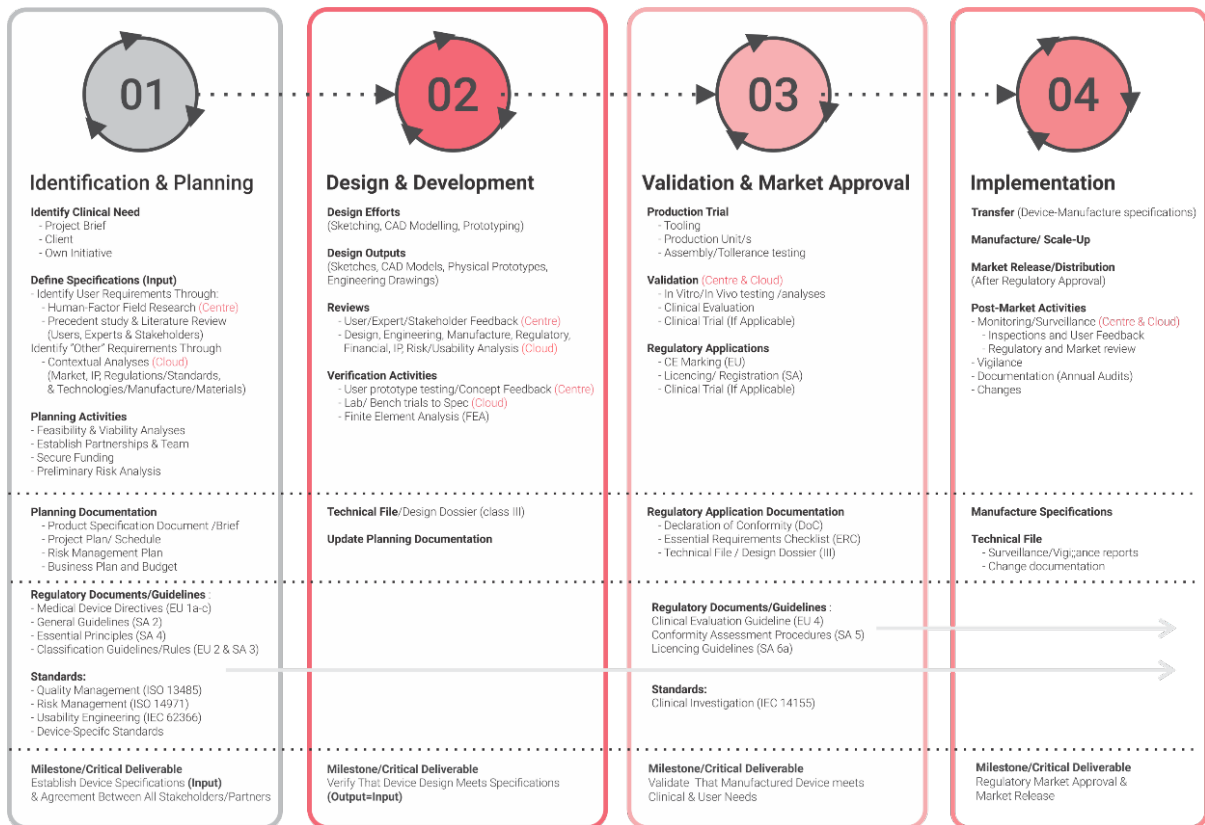 01
Identification & Planning
Identify Clinical Need
- Project Brief
- Client
- Own Initiative
Define Specifications (Input)
- Identify User Requirements Through:
- Human-Factor Field Research (Centre)
- Precedent study & Literature Review
(Users, Experts & Stakeholders)
Identify "Other" Requirements Through
- Contextual Analyses (Cloud)
(Market, IP, Regulations/Standards,
& Technologies/Manufacture/Materials)
Planning Activities
- Feasibility & Viability Analyses
- Establish Partnerships & Team
- Secure Funding
- Preliminary Risk Analysis
Planning Documentation
- Product Specification Document /Brief
- Project Plan/ Schedule
- Risk Management Plan
- Business Plan and Budget
Regulatory Documents/Guidelines :
- Medical Device Directives (EU 1a-c)
- General Guidelines (SA 2)
- Essential Principles (SA 4)
- Classification Guidelines/Rules (EU 2 & SA 3)
Standards:
- Quality Management (ISO 13485)
- Risk Management (ISO 14971)
- Usability Engineering (IEC 62366)
- Device-Specifc Standards
Milestone/Critical Deliverable
Establish Device Specifications (Input)
& Agreement Between All Stakeholders/Partners
02
Design & Development
Design Efforts
(Sketching, CAD Modelling, Prototyping)
Design Outputs
(Sketches, CAD Models, Physical Prototypes,
Engineering Drawings)
Reviews
- User/Expert/Stakeholder Feedback (Centre)
- Design, Engineering, Manufacture, Regulatory,
Financial, IP, Risk/Usability Analysis (Cloud)
Verification Activities
- User prototype testing/Concept Feedback (Centre)
- Lab/ Bench trials to Spec (Cloud)
- Finite Element Analysis (FEA)
Technical File/Design Dossier (class III)
Update Planning Documentation
Milestone/Critical Deliverable
Verify That Device Design Meets Specifications
(Output=Input)
03
Validation & Market Approval
Production Trial
- Tooling
- Production Unit/s
- Assembly/Tollerance testing
Validation (Centre & Cloud)
- In Vitro/In Vivo testing /analyses
- Clinical Evaluation
- Clinical Trial (If Applicable)
Regulatory Applications
- CE Marking (EU)
- Licencing/ Registration (SA)
- Clinical Trial (If Applicable)
Regulatory Application Documentation
- Declaration of Conformity (DoC)
- Essential Requirements Checklist (ERC)
- Technical File / Design Dossier (III)
Regulatory Documents/Guidelines :
Clinical Evaluation Guideline (EU 4)
Conformity Assessment Procedures (SA 5)
Licencing Guidelines (SA 6a)
Standards:
Clinical Investigation (IEC 14155)
Milestone/Critical Deliverable
Validate That Manufactured Device meets
Clinical & User Needs
04
Implementation
Transfer (Device-Manufacture specifications)
Manufacture/ Scale-Up
Market Release/Distribution
(After Regulatory Approval)
Post-Market Activities
- Monitoring/Surveillance (Centre & Cloud)
- Inspections and User Feedback
- Regulatory and Market review
- Vigilance
- Documentation (Annual Audits)
- Changes
Manufacture Specifications
Technical File
- Surveillance/Vigi;;ance reports
- Change documentation
Milestone/Critical Deliverable
Regulatory Market Approval &
Market Release